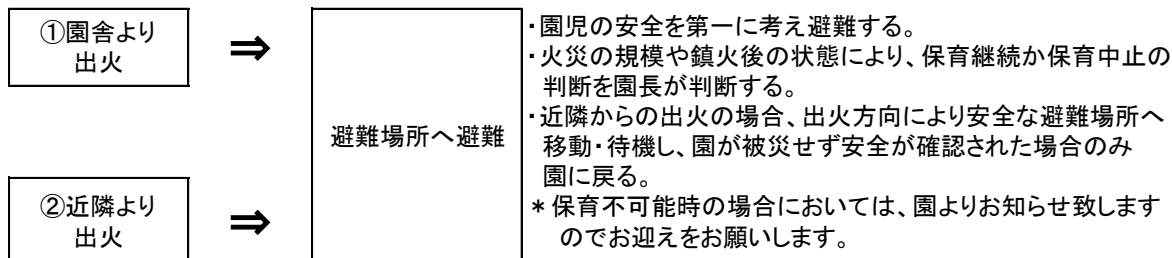 ①園舎より
出火
⇒
②近隣より
出火
⇒
避難場所へ避難
・園児の安全を第一に考え避難する。
・火災の規模や鎮火後の状態により、保育継続か保育中止の
判断を園長が判断する。
・近隣からの出火の場合、出火方向により安全な避難場所へ
移動・待機し、園が被災せず安全が確認された場合のみ
園に戻る。
＊保育不可能時の場合においては、園よりお知らせ致します
のでお迎えをお願いします。